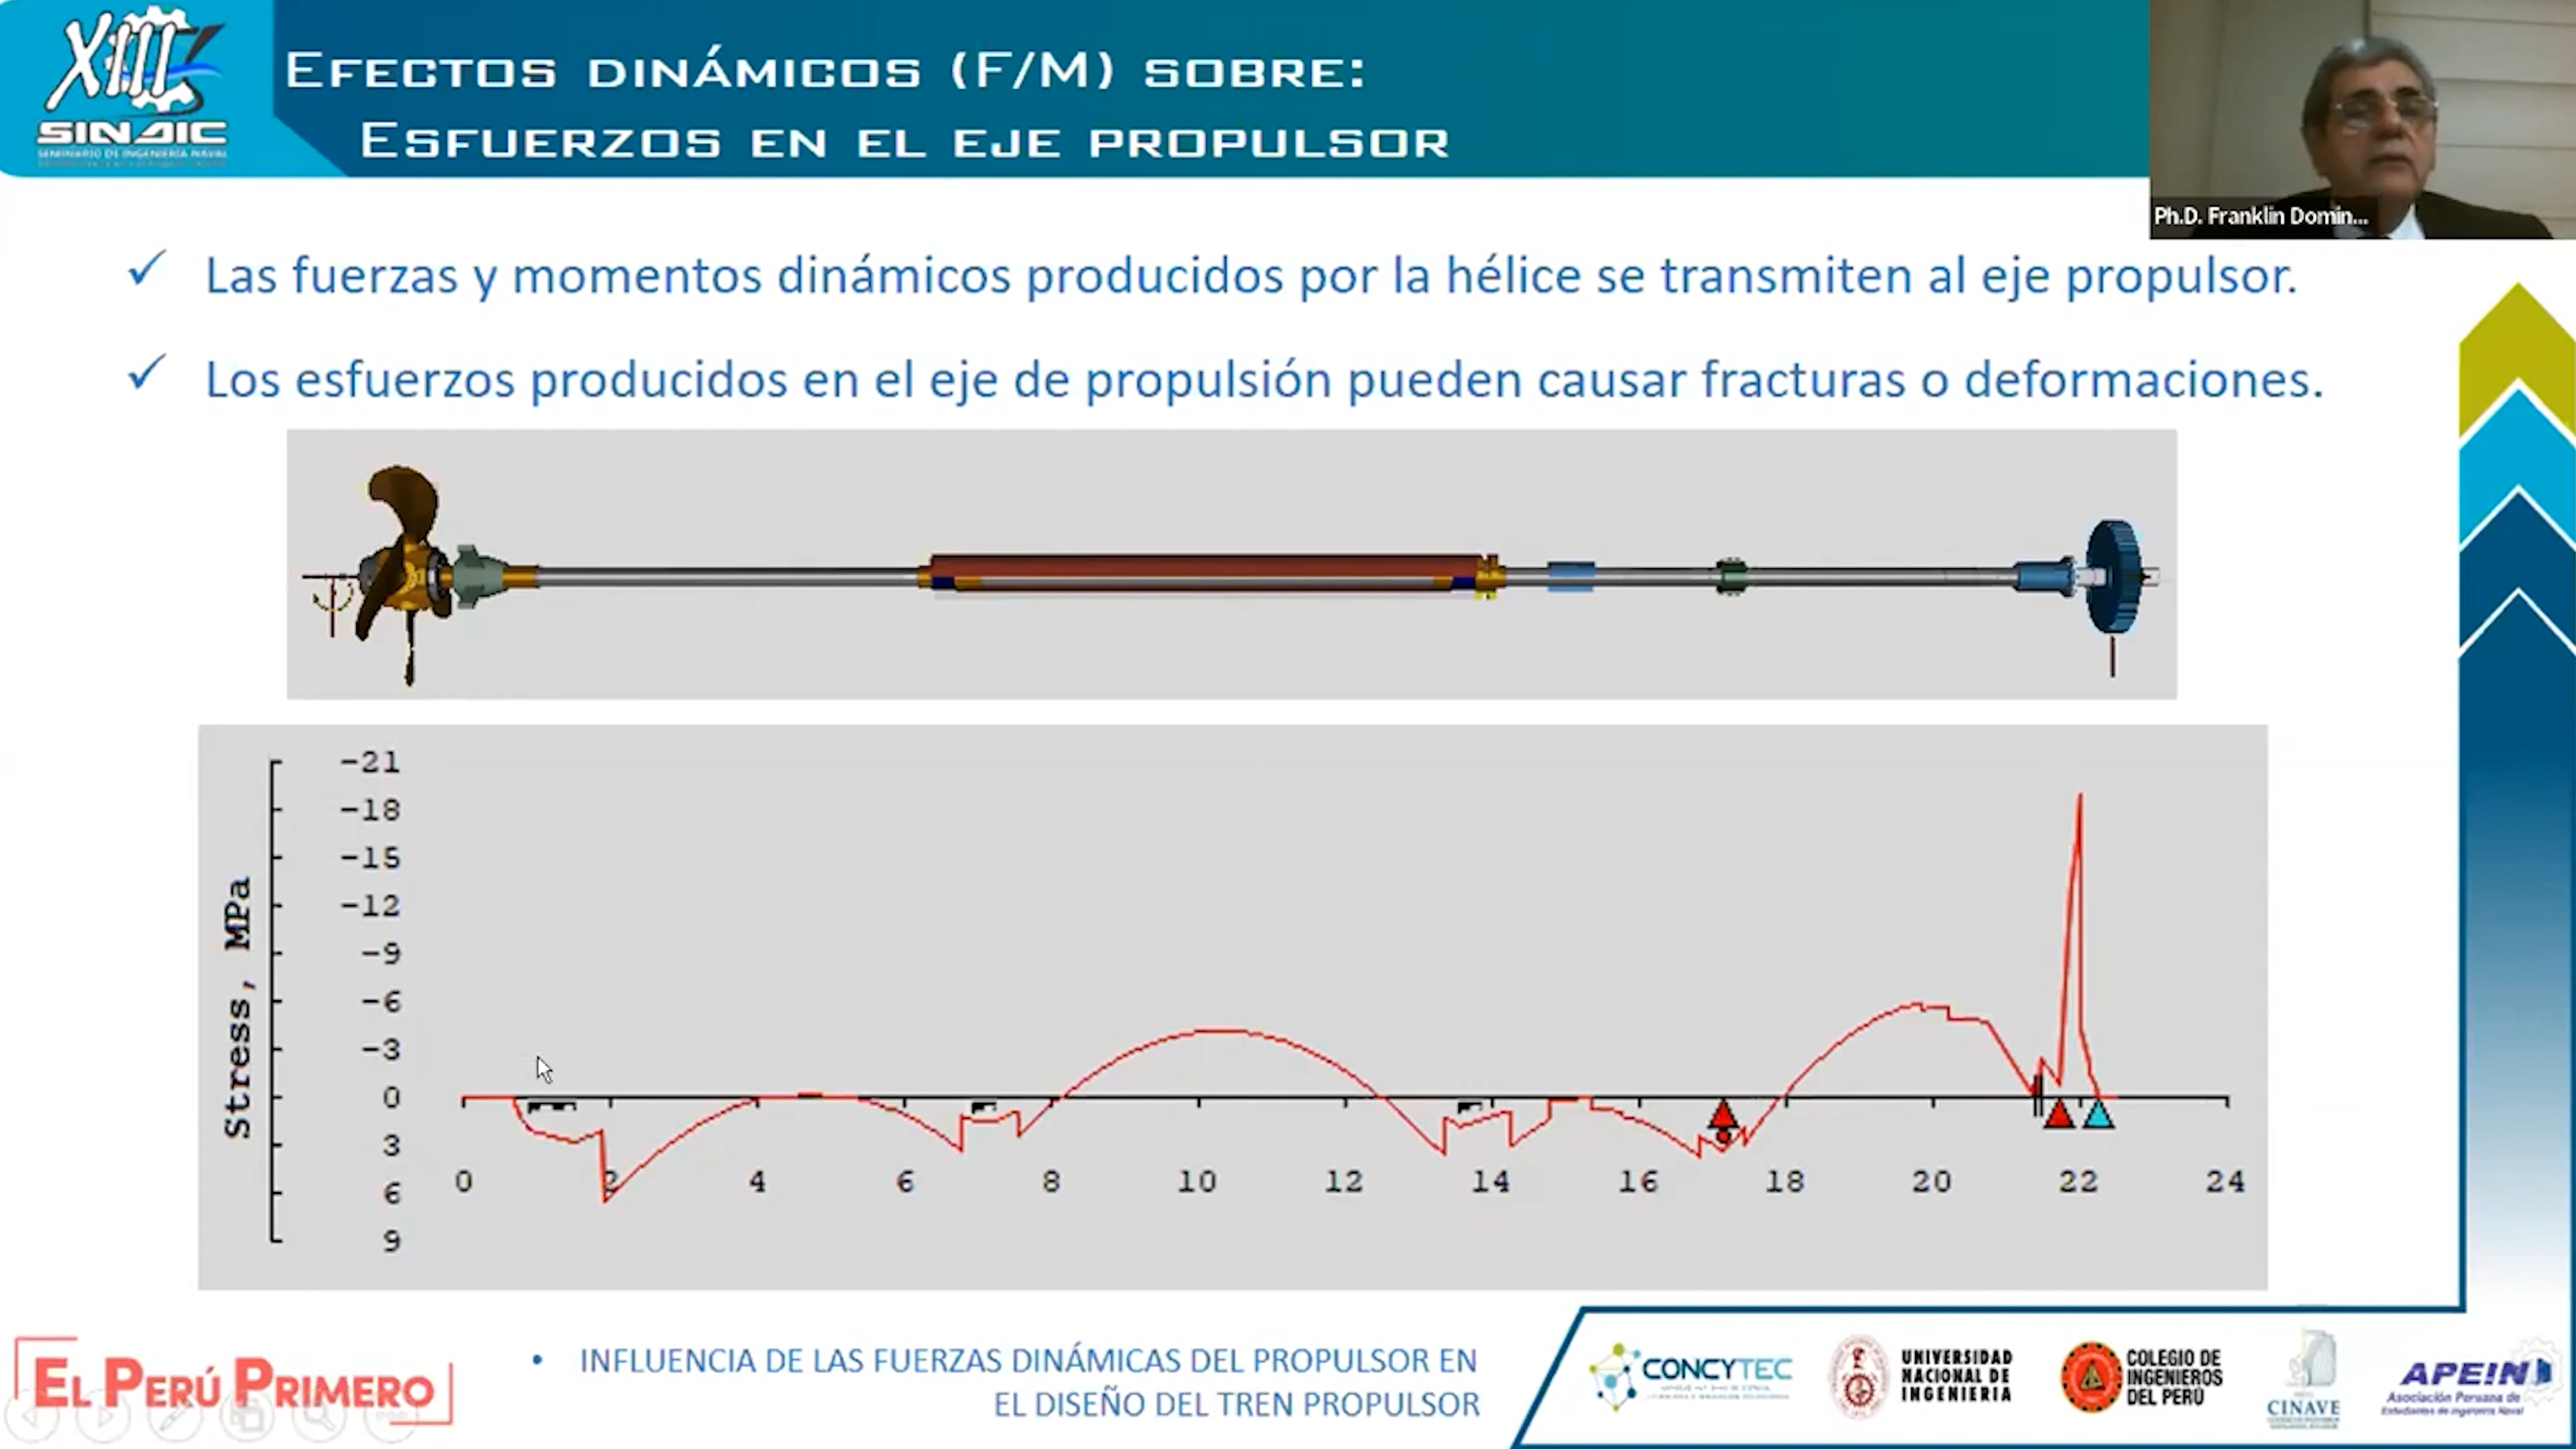 XIII
SINAIC
SEMINARIO DE INGENIERÍA NAVAL
EFECTOS DINÁMICOS (F/M) SOBRE:
ESFUERZOS EN EL EJE PROPULSOR
Ph.D. Franklin Domin...
✓ Las fuerzas y momentos dinámicos producidos por la hélice se transmiten al eje propulsor.
✓ Los esfuerzos producidos en el eje de propulsión pueden causar fracturas o deformaciones.
Stress, MPa
-21
-18
-15
-12
-9
-6
-3
0
3
6
9
0 2 4 6 8 10 12 14 16 18 20 22 24
EL PERÚ PRIMERO
• INFLUENCIA DE LAS FUERZAS DINÁMICAS DEL PROPULSOR EN
EL DISEÑO DEL TREN PROPULSOR
CONCYTEC
UNIVERSIDAD
NACIONAL DE
INGENIERIA
COLEGIO DE
INGENIEROS
DEL PERÚ
CINAVE
APEIN
Asociación Peruana de
Estudiantes de Ingeniería Naval